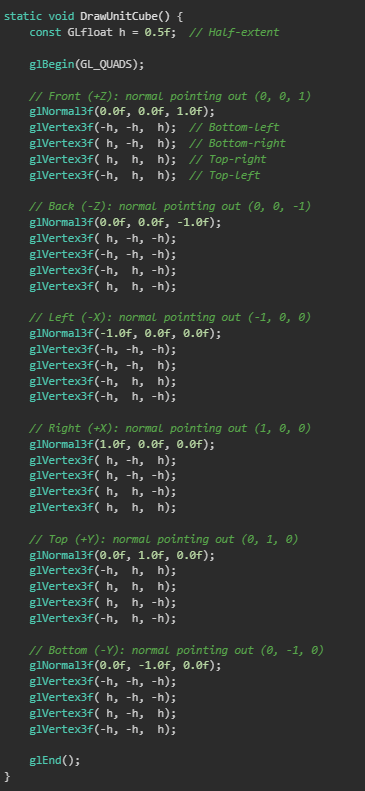 static void DrawUnitCube() {
    const GLfloat h = 0.5f;  // Half-extent

    glBegin(GL_QUADS);

    // Front (+Z): normal pointing out (0, 0, 1)
    glNormal3f(0.0f, 0.0f, 1.0f);
    glVertex3f(-h, -h,  h);  // Bottom-left
    glVertex3f( h, -h,  h);  // Bottom-right
    glVertex3f( h,  h,  h);  // Top-right
    glVertex3f(-h,  h,  h);  // Top-left

    // Back (-Z): normal pointing out (0, 0, -1)
    glNormal3f(0.0f, 0.0f, -1.0f);
    glVertex3f( h, -h, -h);
    glVertex3f(-h, -h, -h);
    glVertex3f(-h,  h, -h);
    glVertex3f( h,  h, -h);

    // Left (-X): normal pointing out (-1, 0, 0)
    glNormal3f(-1.0f, 0.0f, 0.0f);
    glVertex3f(-h, -h, -h);
    glVertex3f(-h, -h,  h);
    glVertex3f(-h,  h,  h);
    glVertex3f(-h,  h, -h);

    // Right (+X): normal pointing out (1, 0, 0)
    glNormal3f(1.0f, 0.0f, 0.0f);
    glVertex3f( h, -h,  h);
    glVertex3f( h, -h, -h);
    glVertex3f( h,  h, -h);
    glVertex3f( h,  h,  h);

    // Top (+Y): normal pointing out (0, 1, 0)
    glNormal3f(0.0f, 1.0f, 0.0f);
    glVertex3f(-h,  h,  h);
    glVertex3f( h,  h,  h);
    glVertex3f( h,  h, -h);
    glVertex3f(-h,  h, -h);

    // Bottom (-Y): normal pointing out (0, -1, 0)
    glNormal3f(0.0f, -1.0f, 0.0f);
    glVertex3f(-h, -h, -h);
    glVertex3f( h, -h, -h);
    glVertex3f( h, -h,  h);
    glVertex3f(-h, -h,  h);

    glEnd();
}